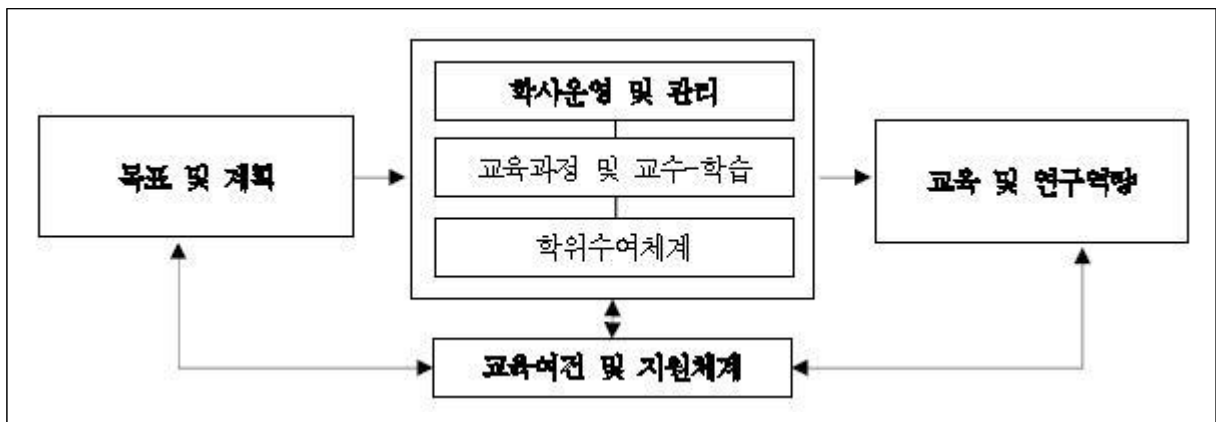 학사운영 및 관리
목표 및 계획
교육과정 및 교수-학습
교육 및 연구역량
학위수여체계
교육여건 및 지원체계